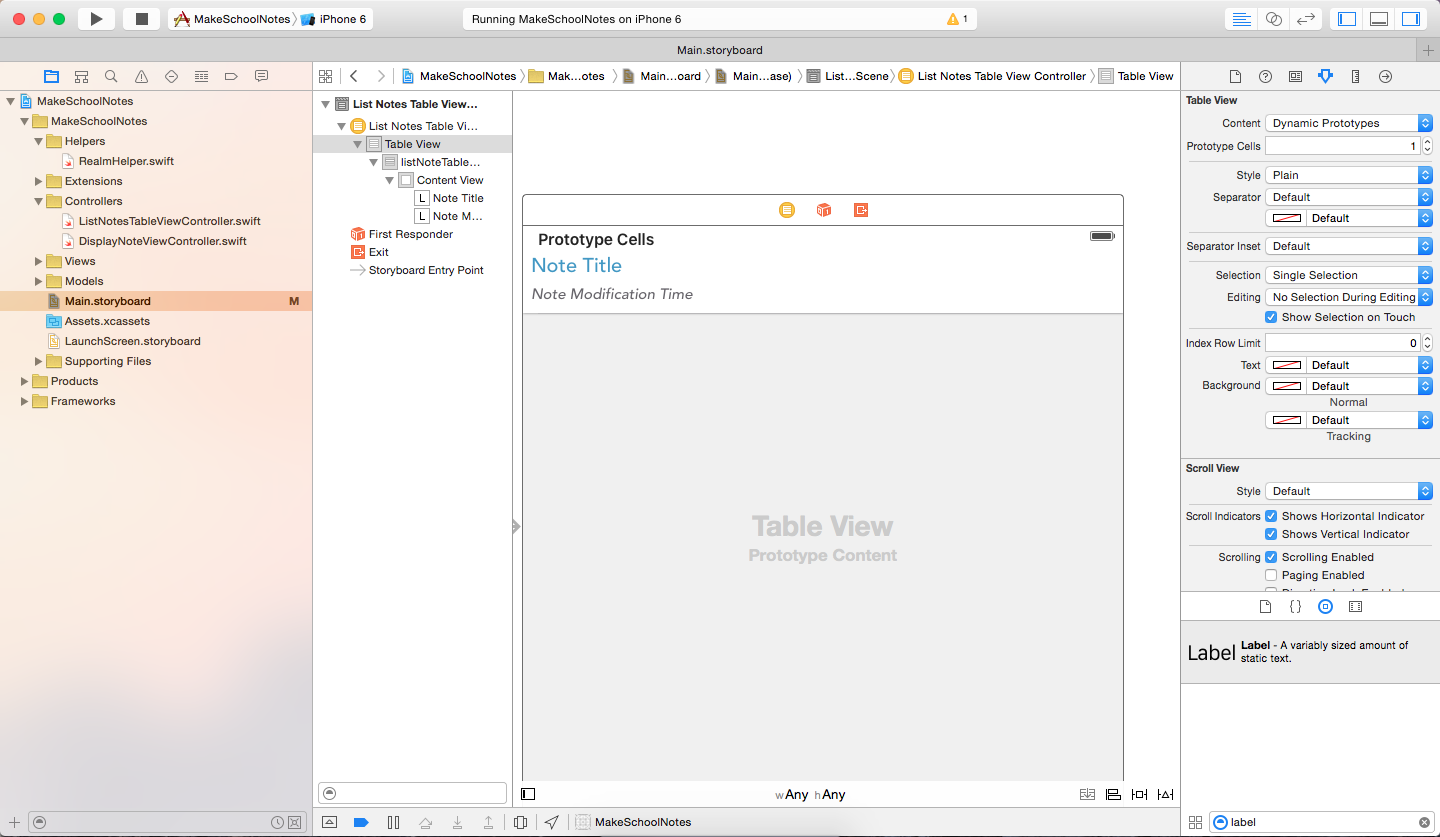 MakeSchoolNotes iPhone 6
Running MakeSchoolNotes on iPhone 6
1
Main.storyboard
MakeSchoolNotes
Mak...otes
Main...oard
Main...ase)
List...Scene)
List Notes Table View Controller
Table View
MakeSchoolNotes
MakeSchoolNotes
Helpers
RealmHelper.swift
Extensions
Controllers
ListNotesTableViewController.swift
DisplayNoteViewController.swift
Views
Models
Main.storyboard M
Assets.xcassets
LaunchScreen.storyboard
Supporting Files
Products
Frameworks
List Notes Table View...
List Notes Table Vi...
Table View
listNoteTable...
Content View
L Note Title
L Note M...
First Responder
Exit
Storyboard Entry Point
Prototype Cells
Note Title
Note Modification Time
Table View
Prototype Content
wAny hAny
MakeSchoolNotes
Table View
Content Dynamic Prototypes
Prototype Cells 1
Style Plain
Separator Default
Default
Separator Inset Default
Selection Single Selection
Editing No Selection During Editing
Show Selection on Touch
Index Row Limit 0
Text Default
Background Default
Normal
Default
Tracking
Scroll View
Style Default
Scroll Indicators Shows Horizontal Indicator
Shows Vertical Indicator
Scrolling Scrolling Enabled
Paging Enabled
Label Label - A variably sized amount of
static text.
label